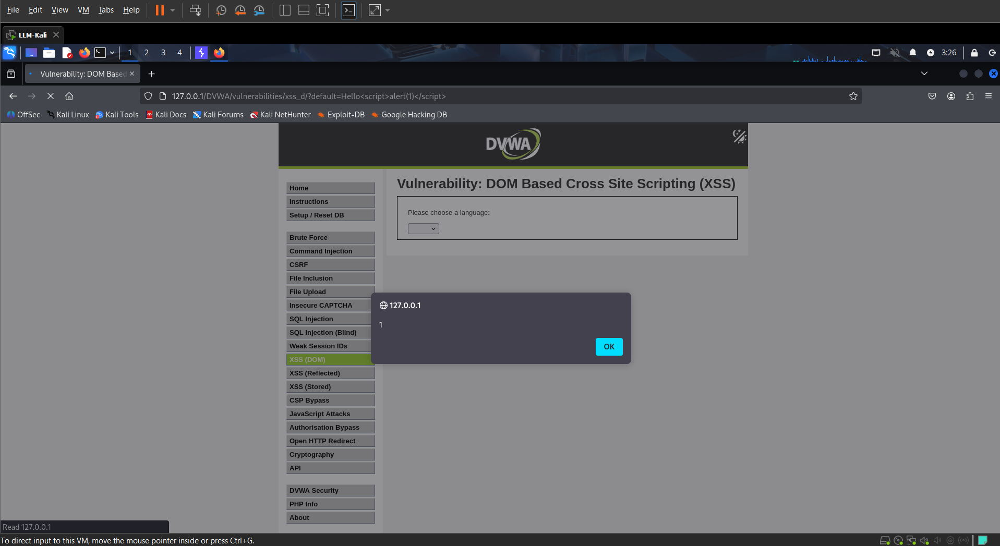 File Edit View VM Tabs Help
LLM-Kali
1 2 3 4
3:26
Vulnerability: DOM Based
127.0.0.1/DVWA/vulnerabilities/xss_d/?default=Hello<script>alert(1)</script>
OffSec Kali Linux Kali Tools Kali Docs Kali Forums Kali NetHunter Exploit-DB Google Hacking DB
DVWA
Home
Instructions
Setup / Reset DB
Brute Force
Command Injection
CSRF
File Inclusion
File Upload
Insecure CAPTCHA
SQL Injection
SQL Injection (Blind)
Weak Session IDs
XSS (DOM)
XSS (Reflected)
XSS (Stored)
CSP Bypass
JavaScript Attacks
Authorisation Bypass
Open HTTP Redirect
Cryptography
API
DVWA Security
PHP Info
About
Vulnerability: DOM Based Cross Site Scripting (XSS)
Please choose a language:
127.0.0.1
1
OK
Read 127.0.0.1
To direct input to this VM, move the mouse pointer inside or press Ctrl+G.